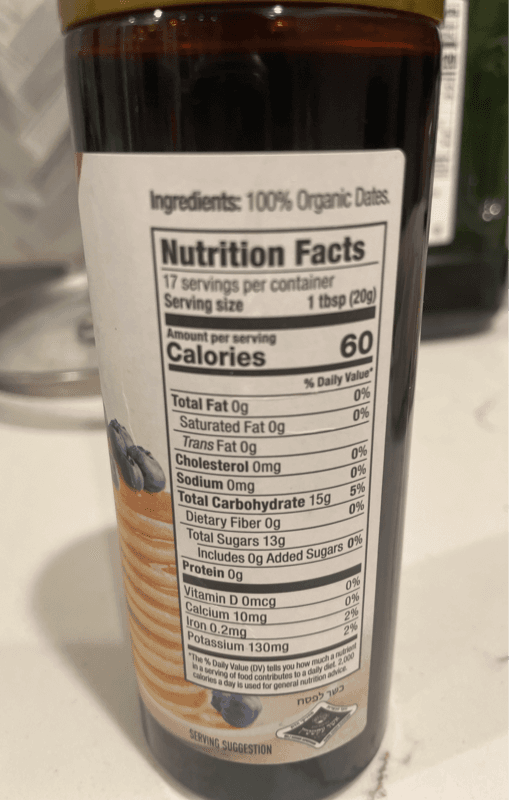 Ingredients: 100% Organic Dates.
Nutrition Facts
17 servings per container
Serving size 1 tbsp (20g)
Amount per serving
Calories 60
% Daily Value*
Total Fat 0g 0%
Saturated Fat 0g 0%
Trans Fat 0g
Cholesterol 0mg 0%
Sodium 0mg 0%
Total Carbohydrate 15g 5%
Dietary Fiber 0g 0%
Total Sugars 13g
Includes 0g Added Sugars 0%
Protein 0g
Vitamin D 0mcg 0%
Calcium 10mg 0%
Iron 0.2mg 2%
Potassium 130mg 2%
*The % Daily Value (DV) tells you how much a nutrient
in a serving of food contributes to a daily diet. 2,000
calories a day is used for general nutrition advice.
כשר לפסח
SERVING SUGGESTION